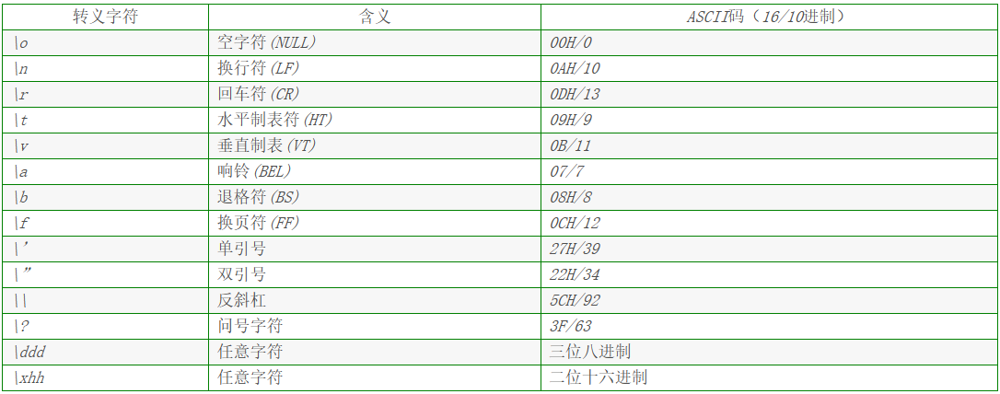 转义字符 含义 ASCII码（16/10进制）
\o 空字符(NULL) 00H/0
\n 换行符(LF) 0AH/10
\r 回车符(CR) 0DH/13
\t 水平制表符(HT) 09H/9
\v 垂直制表(VT) 0B/11
\a 响铃(BEL) 07/7
\b 退格符(BS) 08H/8
\f 换页符(FF) 0CH/12
\’ 单引号 27H/39
\” 双引号 22H/34
\\ 反斜杠 5CH/92
\? 问号字符 3F/63
\ddd 任意字符 三位八进制
\xhh 任意字符 二位十六进制